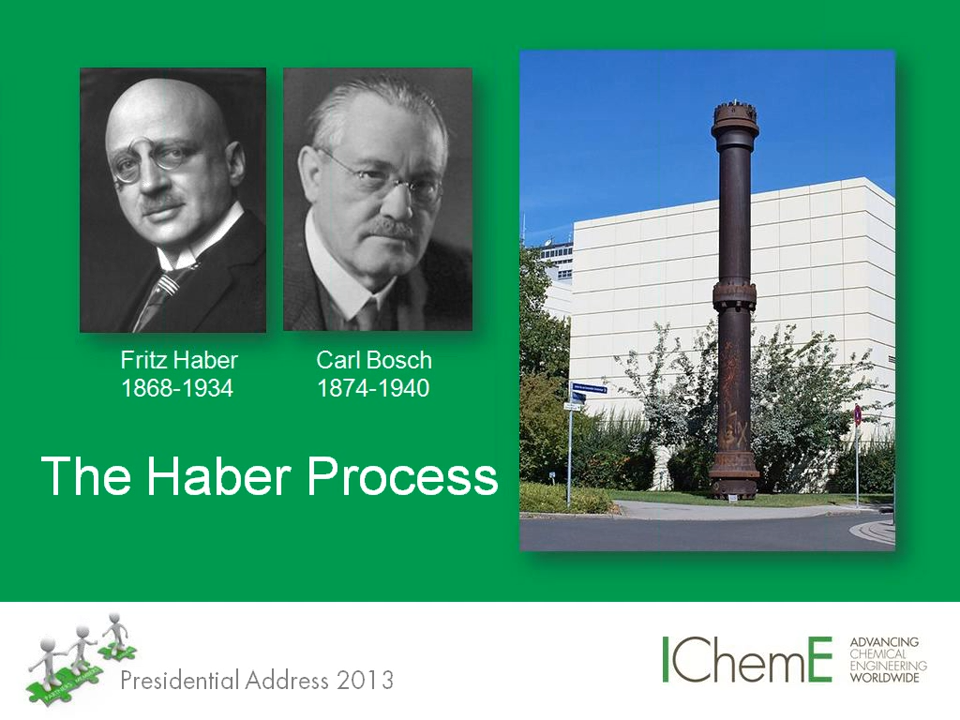 Fritz Haber
1868-1934
Carl Bosch
1874-1940
The Haber Process
Presidential Address 2013
IChemE
ADVANCING
CHEMICAL
ENGINEERING
WORLDWIDE